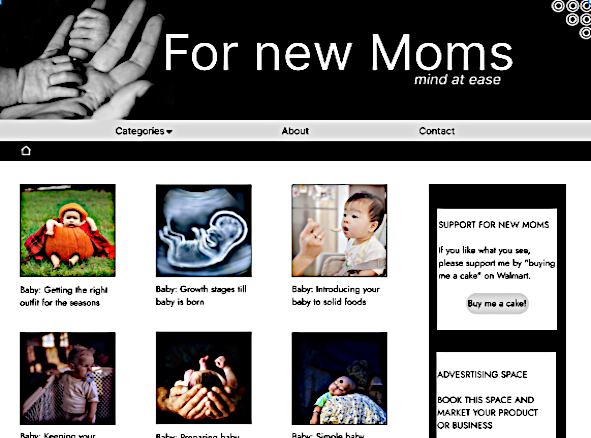 For new Moms
mind at ease
Categories
About
Contact
Baby: Getting the right
outfit for the seasons
Baby: Growth stages till
baby is born
Baby: Introducing your
baby to solid foods
SUPPORT FOR NEW MOMS
If you like what you see,
please support me by "buying
me a cake" on Walmart.
Buy me a cake!
Baby: Keeping your
Baby: Preparing baby
Baby: Simple baby
ADVESRTISING SPACE
BOOK THIS SPACE AND
MARKET YOUR PRODUCT
OR BUSINESS